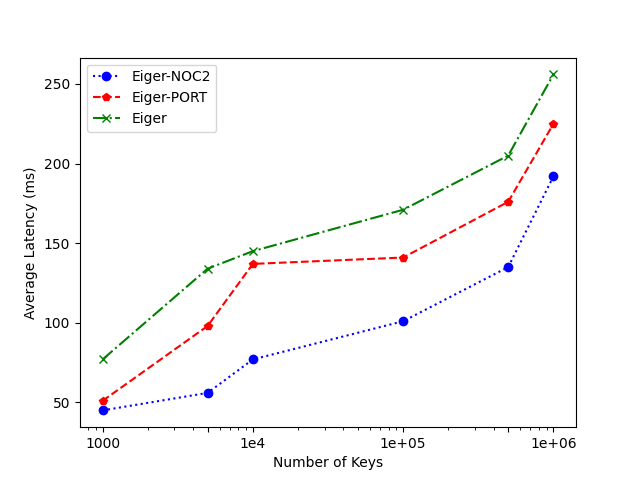 Eiger-NOC2
Eiger-PORT
Eiger
250
200
150
100
50
Average Latency (ms)
1000
1e4
1e+05
1e+06
Number of Keys